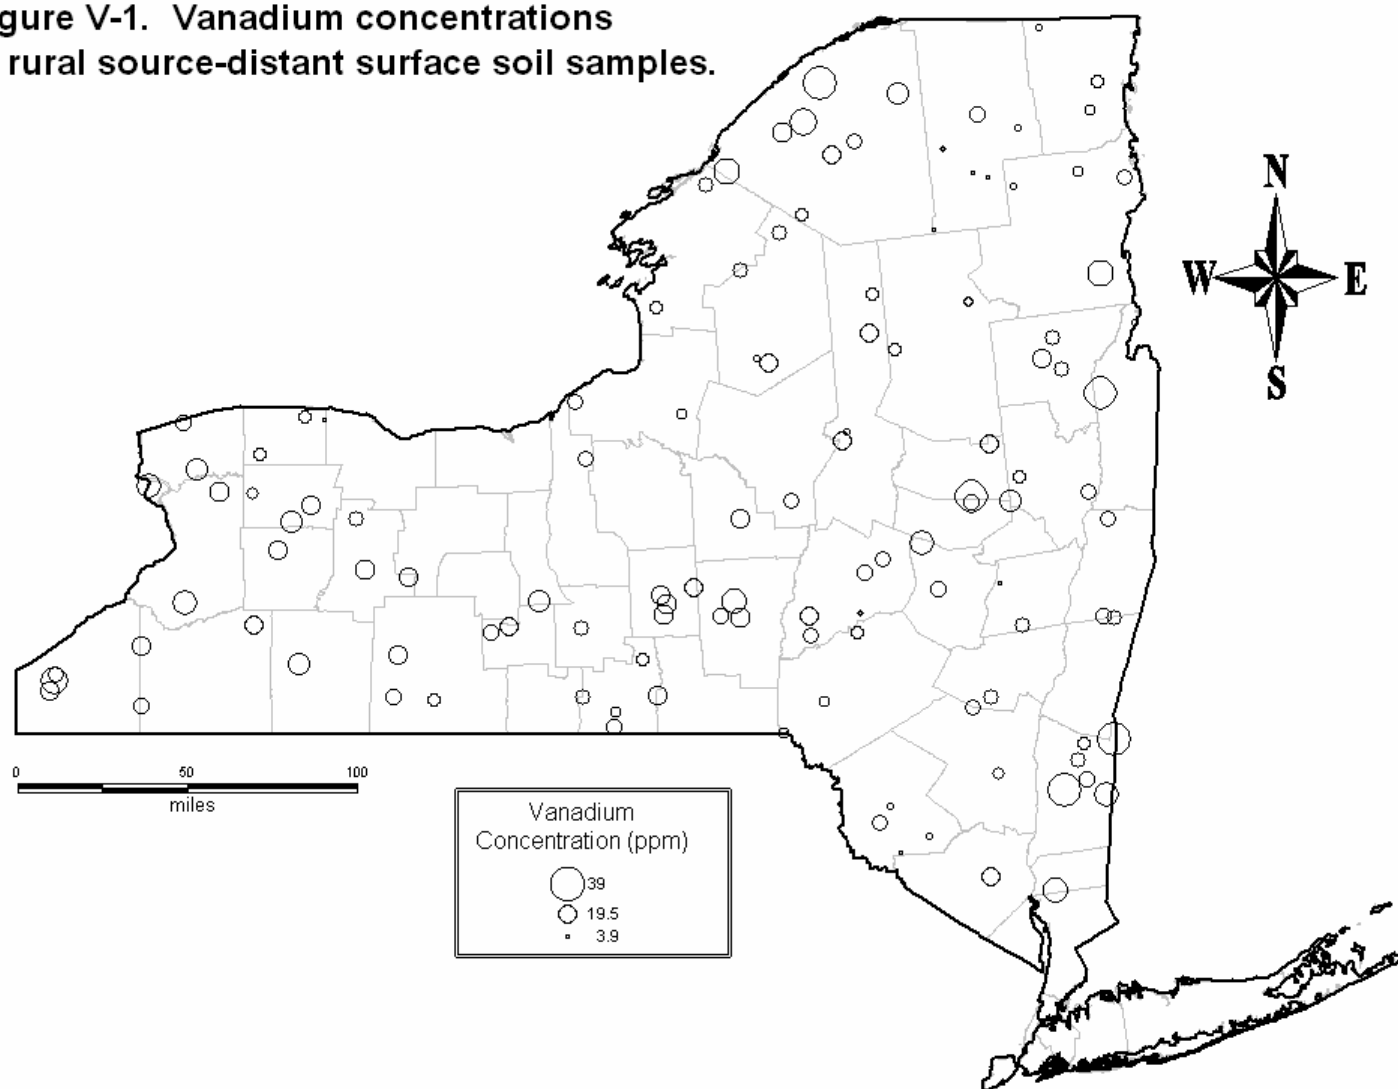 gure V-1. Vanadium concentrations
rural source-distant surface soil samples.
N
W
E
S
0 50 100
miles
Vanadium
Concentration (ppm)
39
19.5
3.9